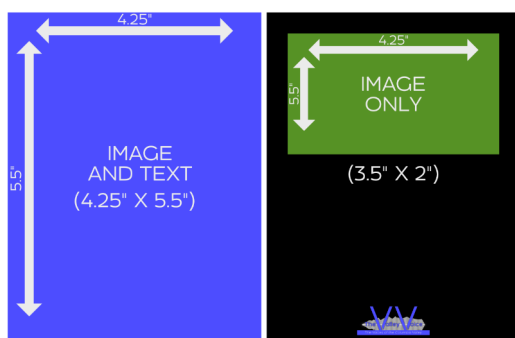 4.25"
5.5"
IMAGE
AND TEXT
(4.25" X 5.5")
4.25"
5.5"
IMAGE
ONLY
(3.5" X 2")
VV